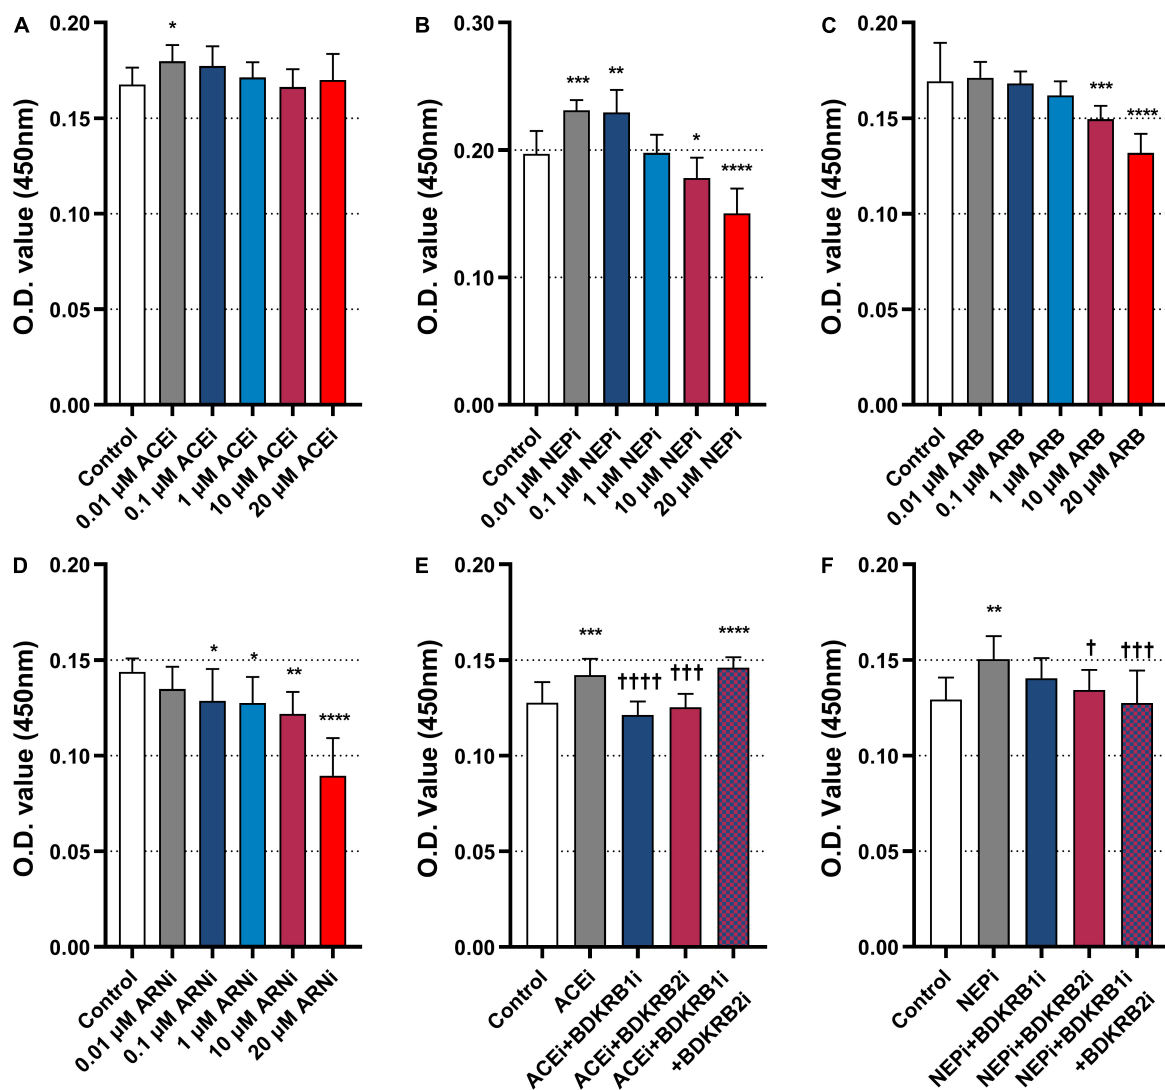 A
O.D. value (450nm)
0.20
0.15
0.10
0.05
0.00
*
Control
0.01 µM ACEi
0.1 µM ACEi
1 µM ACEi
10 µM ACEi
20 µM ACEi
B
O.D. value (450nm)
0.30
0.20
0.10
0.00
***
**
*
****
Control
0.01 µM NEPi
0.1 µM NEPi
1 µM NEPi
10 µM NEPi
20 µM NEPi
C
O.D. value (450nm)
0.20
0.15
0.10
0.05
0.00
***
****
Control
0.01 µM ARB
0.1 µM ARB
1 µM ARB
10 µM ARB
20 µM ARB
D
O.D. value (450nm)
0.20
0.15
0.10
0.05
0.00
*
*
**
****
Control
0.01 µM ARNi
0.1 µM ARNi
1 µM ARNi
10 µM ARNi
20 µM ARNi
E
O.D. Value (450nm)
0.20
0.15
0.10
0.05
0.00
***
††††
†††
****
Control
ACEi
ACEi+BDKRB1i
ACEi+BDKRB2i
ACEi+BDKRB1i
+BDKRB2i
F
O.D. Value (450nm)
0.20
0.15
0.10
0.05
0.00
**
†
†††
Control
NEPi
NEPi+BDKRB1i
NEPi+BDKRB2i
NEPi+BDKRB1i
+BDKRB2i